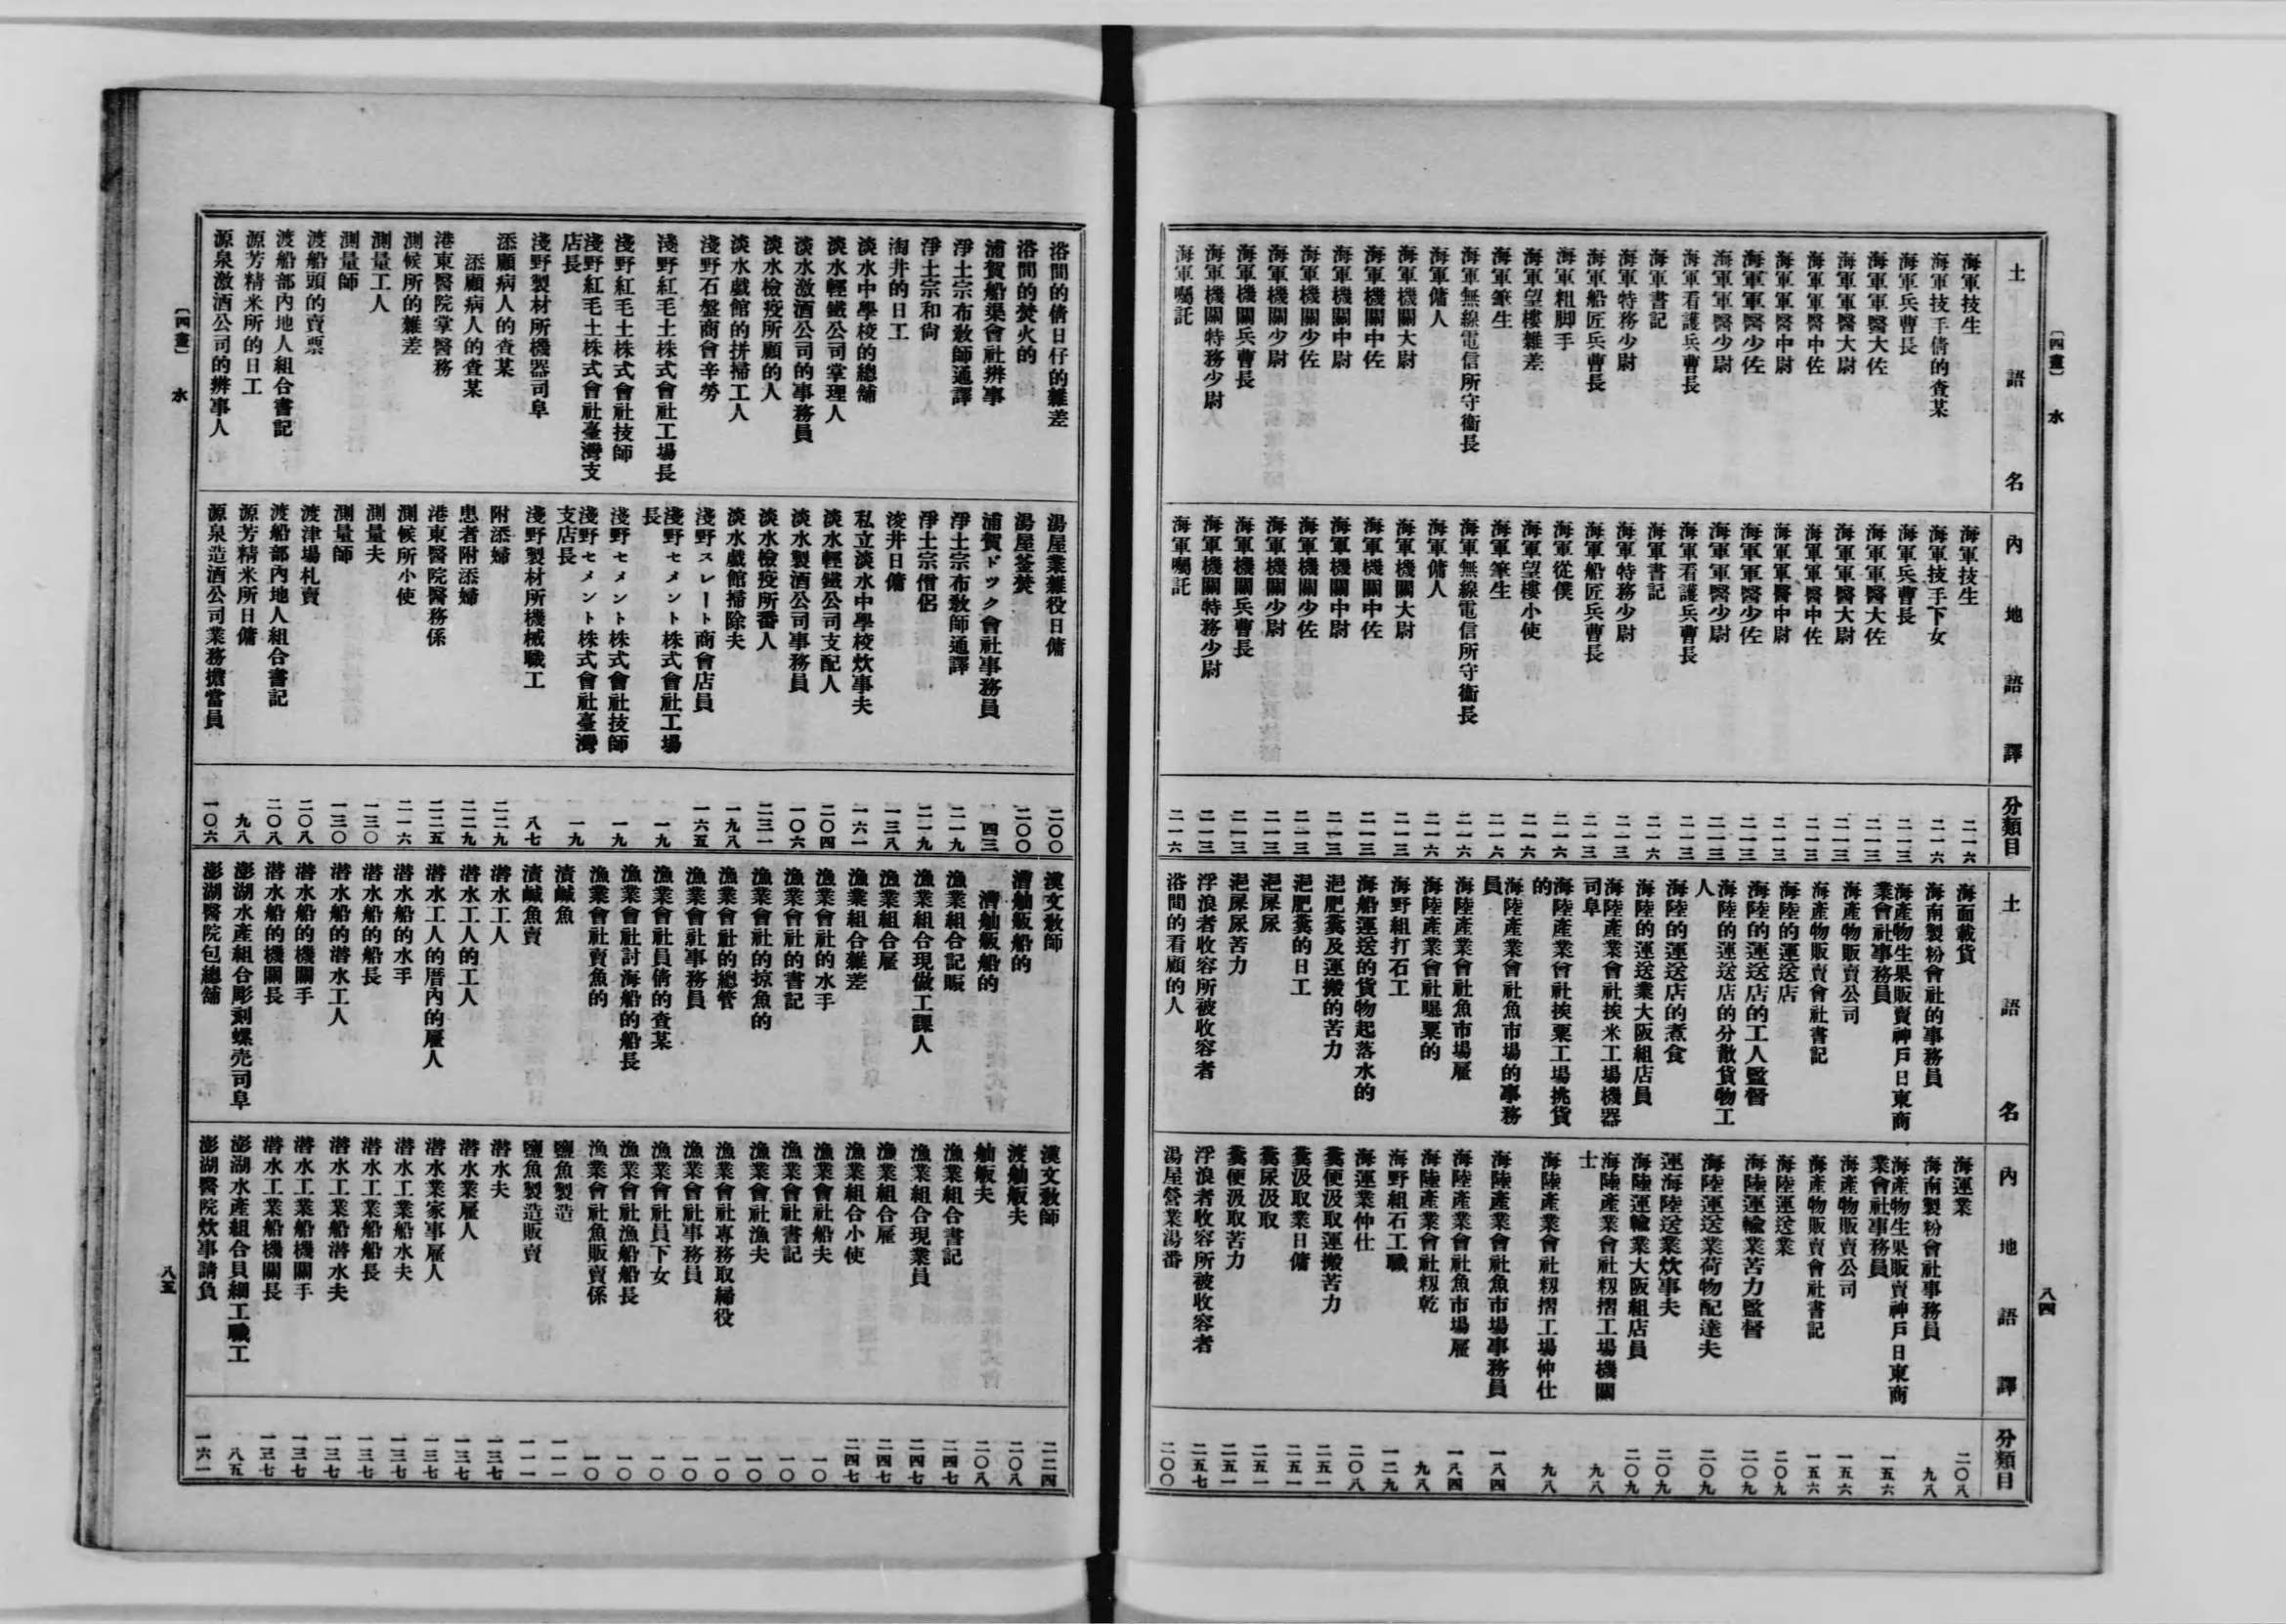 〔四畫〕　水
八四
土語名
海軍技生
海軍技手倩的査某
海軍兵曹長
海軍軍醫大佐
海軍軍醫大尉
海軍軍醫中佐
海軍軍醫中尉
海軍軍醫少佐
海軍軍醫少尉
海軍看護兵曹長
海軍書記
海軍特務少尉
海軍船匠兵曹長
海軍粗脚手
海軍望樓雜差
海軍筆生
海軍無線電信所守衞長
海軍傭人
海軍機關大尉
海軍機關中佐
海軍機關中尉
海軍機關少佐
海軍機關少尉
海軍機關兵曹長
海軍機關特務少尉
海軍囑託
內地語譯
海軍技生
海軍技手下女
海軍兵曹長
海軍軍醫大佐
海軍軍醫大尉
海軍軍醫中佐
海軍軍醫中尉
海軍軍醫少佐
海軍軍醫少尉
海軍看護兵曹長
海軍書記
海軍特務少尉
海軍船匠兵曹長
海軍從僕
海軍望樓小使
海軍筆生
海軍無線電信所守衞長
海軍傭人
海軍機關大尉
海軍機關中佐
海軍機關中尉
海軍機關少佐
海軍機關少尉
海軍機關兵曹長
海軍機關特務少尉
海軍囑託
分類目
二一六
二一六
二一三
二一三
二一三
二一三
二一三
二一三
二一三
二一三
二一六
二一三
二一三
二一六
二一六
二一六
二一六
二一六
二一三
二一三
二一三
二一三
二一三
二一三
二一三
二一六
土語名
海面載貨
海南製粉會社的事務員
海產物生果販賣神戶日東商
業會社事務員
海產物販賣公司
海產物販賣會社書記
海陸的運送店
海陸的運送店的工人監督
海陸的運送店的分散貨物工
人
海陸的運送店的煮食
海陸的運送業大阪組店員
海陸產業會社挨米工場機器
司阜
海陸產業會社挨粟工場挑貨
的
海陸產業會社魚市場的事務
員
海陸產業會社魚市場雇
海陸產業會社曝粟的
海野組打石工
海船運送的貨物起落水的
浥肥糞及運搬的苦力
浥肥糞的日工
浥屎尿
浥屎尿苦力
浮浪者收容所被收容者
浴間的看顧的人
內地語譯
海運業
海南製粉會社事務員
海產物生果販賣神戶日東商
業會社事務員
海產物販賣公司
海產物販賣會社書記
海陸運送業
海陸運輸業苦力監督
海陸運送業荷物配達夫
運海陸送業炊事夫
海陸運輸業大阪組店員
海陸產業會社籾摺工場機關
士
海陸產業會社籾摺工場仲仕
海陸產業會社魚市場事務員
海陸產業會社魚市場雇
海陸產業會社籾乾
海野組石工職
海運業仲仕
糞便汲取運搬苦力
糞汲取業日傭
糞尿汲取
糞便汲取苦力
浮浪者收容所被收容者
湯屋營業湯番
分類目
二〇八
九八
一五六
一五六
一五六
二〇九
二〇九
二〇九
二〇九
二〇九
九八
九八
一八四
一八四
九八
一二九
二〇八
二五一
二五一
二五一
二五一
二五七
二〇〇
浴間的倩日仔的雜差
浴間的焚火的
浦賀船渠會社辨事
淨土宗布敎師通譯
淨土宗和尙
淘井的日工
淡水中學校的總舖
淡水輕鐵公司掌理人
淡水激酒公司的事務員
淡水檢疫所顧的人
淡水戲館的拼掃工人
淺野石盤商會辛勞
淺野紅毛土株式會社工場長
淺野紅毛土株式會社技師
淺野紅毛土株式會社臺灣支
店長
淺野製材所機器司阜
添顧病人的査某
添顧病人的査某
港東醫院掌醫務
測候所的雜差
測量工人
測量師
渡船頭的賣票
渡船部內地人組合書記
源芳精米所的日工
源泉激酒公司的辨事人
湯屋業雜役日傭
湯屋釜焚
浦賀ドック會社事務員
淨土宗布敎師通譯
淨土宗僧侶
浚井日傭
私立淡水中學校炊事夫
淡水輕鐵公司支配人
淡水製酒公司事務員
淡水檢疫所番人
淡水戲館掃除夫
淺野スレート商會店員
淺野セメント株式會社工場
長
淺野セメント株式會社技師
淺野セメント株式會社臺灣
支店長
淺野製材所機械職工
附添婦
患者附添婦
港東醫院醫務係
測候所小使
測量夫
測量師
渡津場札賣
渡船部內地人組合書記
源芳精米所日傭
源泉造酒公司業務擔當員
二〇〇
二〇〇
四三
二一九
二一九
一三八
一六一
二〇四
一〇六
二三一
一九八
一六五
一九
一九
一九
八七
二二九
二二九
二二五
二一六
一三〇
一三〇
二〇八
二〇八
九八
一〇六
漢文敎師
漕舢舨船的
漕舢舨船的
漁業組合記賬
漁業組合現做工課人
漁業組合雇
漁業組合雜差
漁業會社的水手
漁業會社的書記
漁業會社的掠魚的
漁業會社的總管
漁業會社事務員
漁業會社員倩的査某
漁業會社討海船的船長
漁業會社賣魚的
漬鹹魚
漬鹹魚賣
潜水工人
潜水工人的工人
潜水工人的厝內的雇人
潜水船的水手
潜水船的船長
潜水船的潜水工人
潜水船的機關手
潜水船的機關長
澎湖水產組合彫刻螺売司阜
澎湖醫院包總舖
漢文敎師
渡舢舨夫
舢舨夫
漁業組合書記
漁業組合現業員
漁業組合雇
漁業組合小使
漁業會社船夫
漁業會社書記
漁業會社漁夫
漁業會社專務取締役
漁業會社事務員
漁業會社員下女
漁業會社漁船船長
漁業會社魚販賣係
鹽魚製造
鹽魚製造販賣
潜水夫
潜水業雇人
潜水業家事雇人
潜水工業船水夫
潜水工業船船長
潜水工業船潜水夫
潜水工業船機關手
潜水工業船機關長
澎湖水產組合貝細工職工
澎湖醫院炊事請負
二二四
二〇八
二〇八
二四七
二四七
二四七
二四七
一〇
一〇
一〇
一〇
一〇
一〇
一〇
一〇
一一一
一一一
一三七
一三七
一三七
一三七
一三七
一三七
一三七
一三七
八五
一六一
〔四畫〕　水
八五